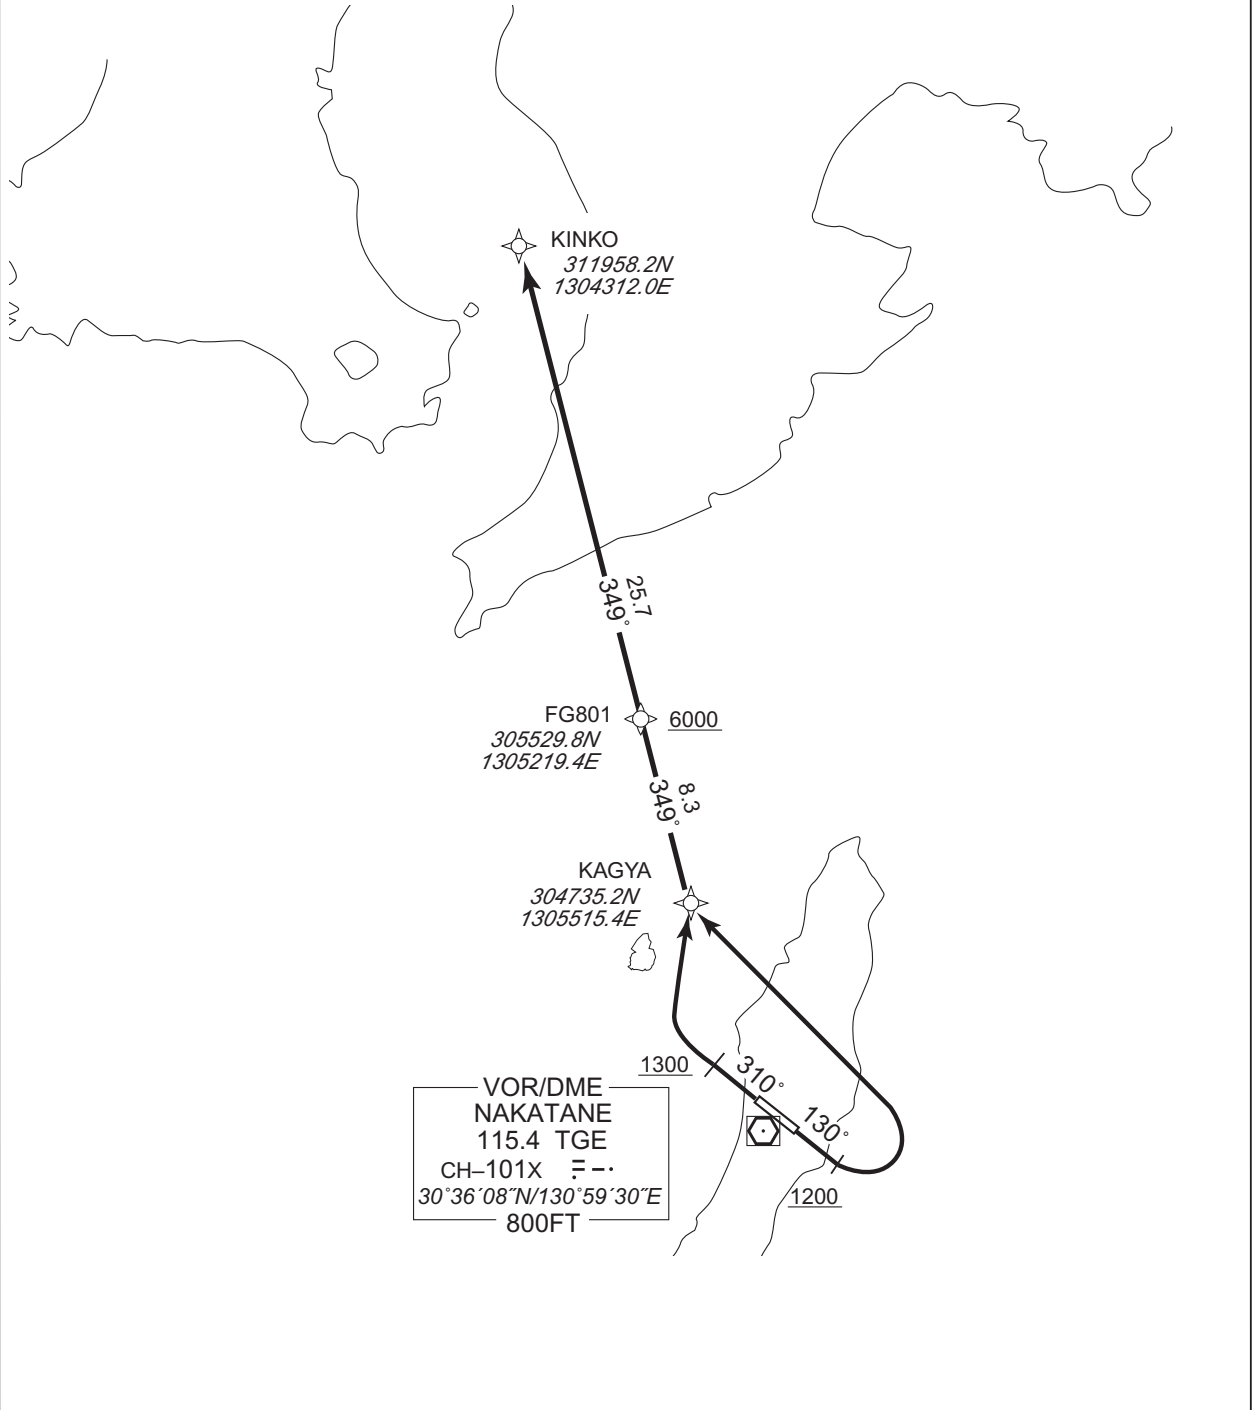 KINKO
311958.2N
1304312.0E
25.7
349°
FG801
305529.8N
1305219.4E
6000
8.3
349°
KAGYA
304735.2N
1305515.4E
1300
310°
130°
1200
VOR/DME
NAKATANE
115.4 TGE
CH–101X
30°36´08˝N/130°59´30˝E
800FT